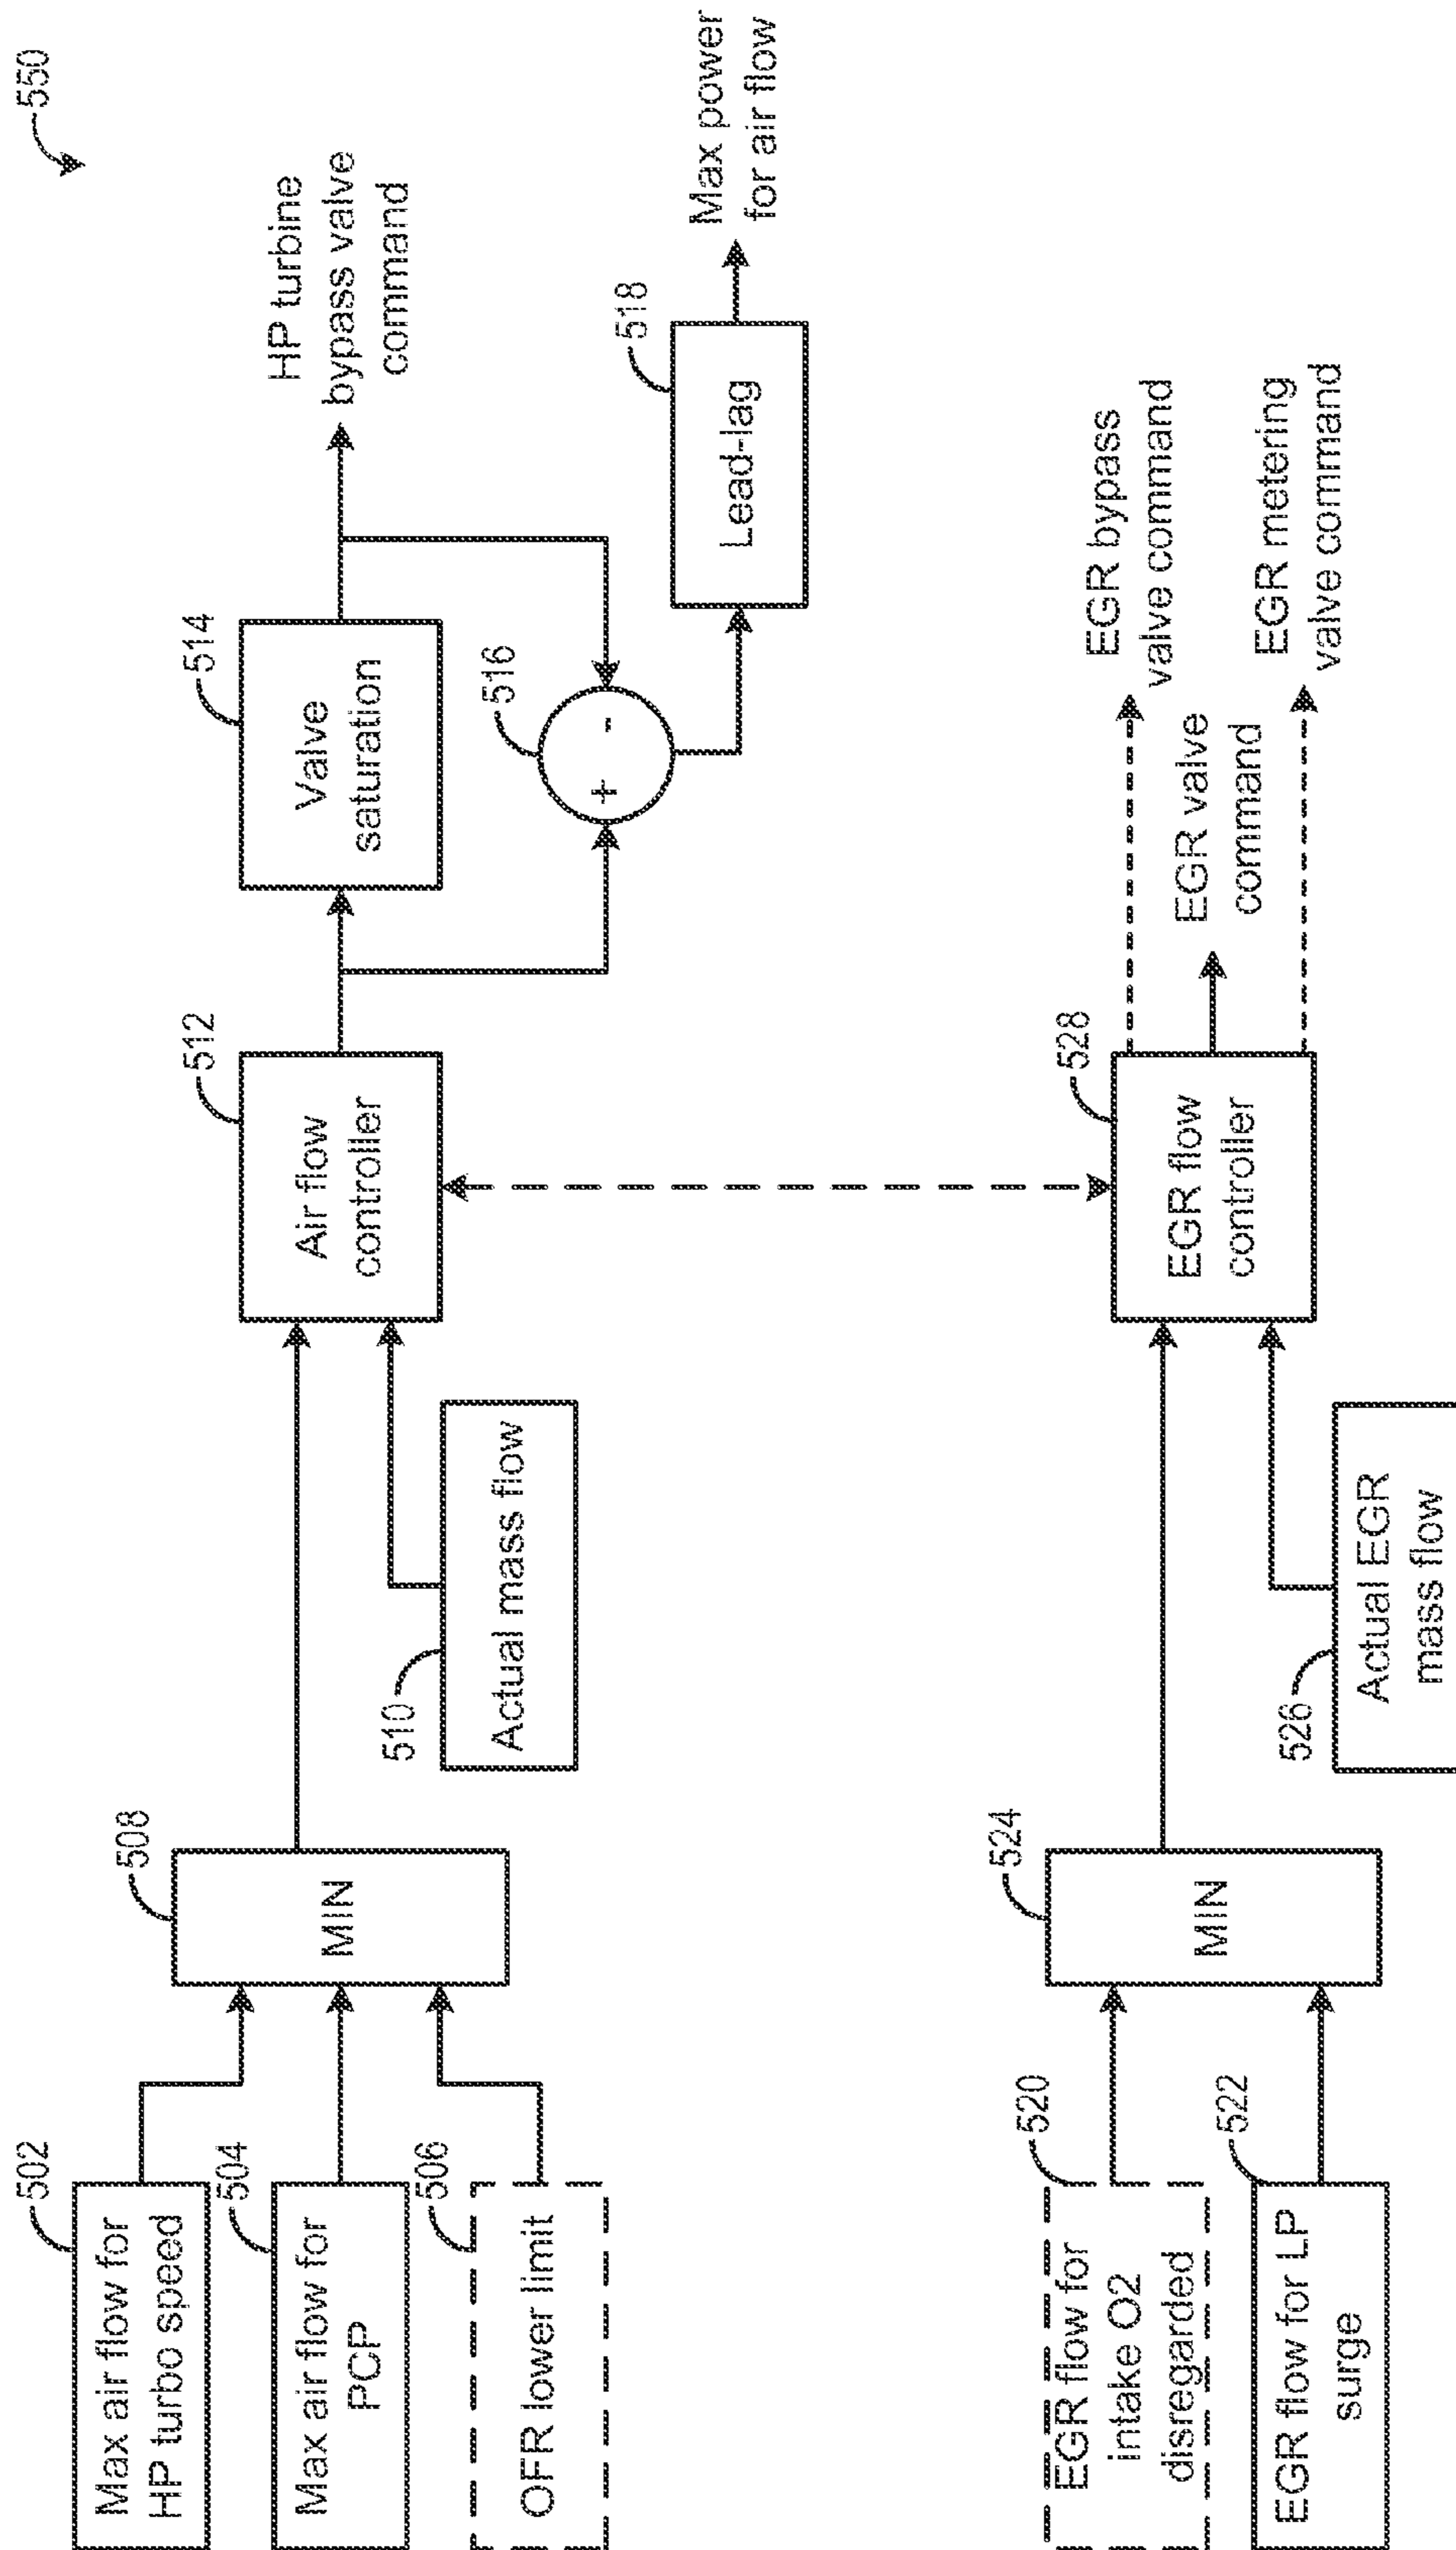 550
502
Max air flow for
HP turbo speed
504
Max air flow for
PCP
506
OFR lower limit
508
MIN
510
Actual mass flow
512
Air flow
controller
514
Valve
saturation
516
+
-
HP turbine
bypass valve
command
518
Lead-lag
Max power
for air flow
520
EGR flow for
intake O2
disregarded
522
EGR flow for LP
surge
524
MIN
526
Actual EGR
mass flow
528
EGR flow
controller
EGR bypass
valve command
EGR valve
command
EGR metering
valve command